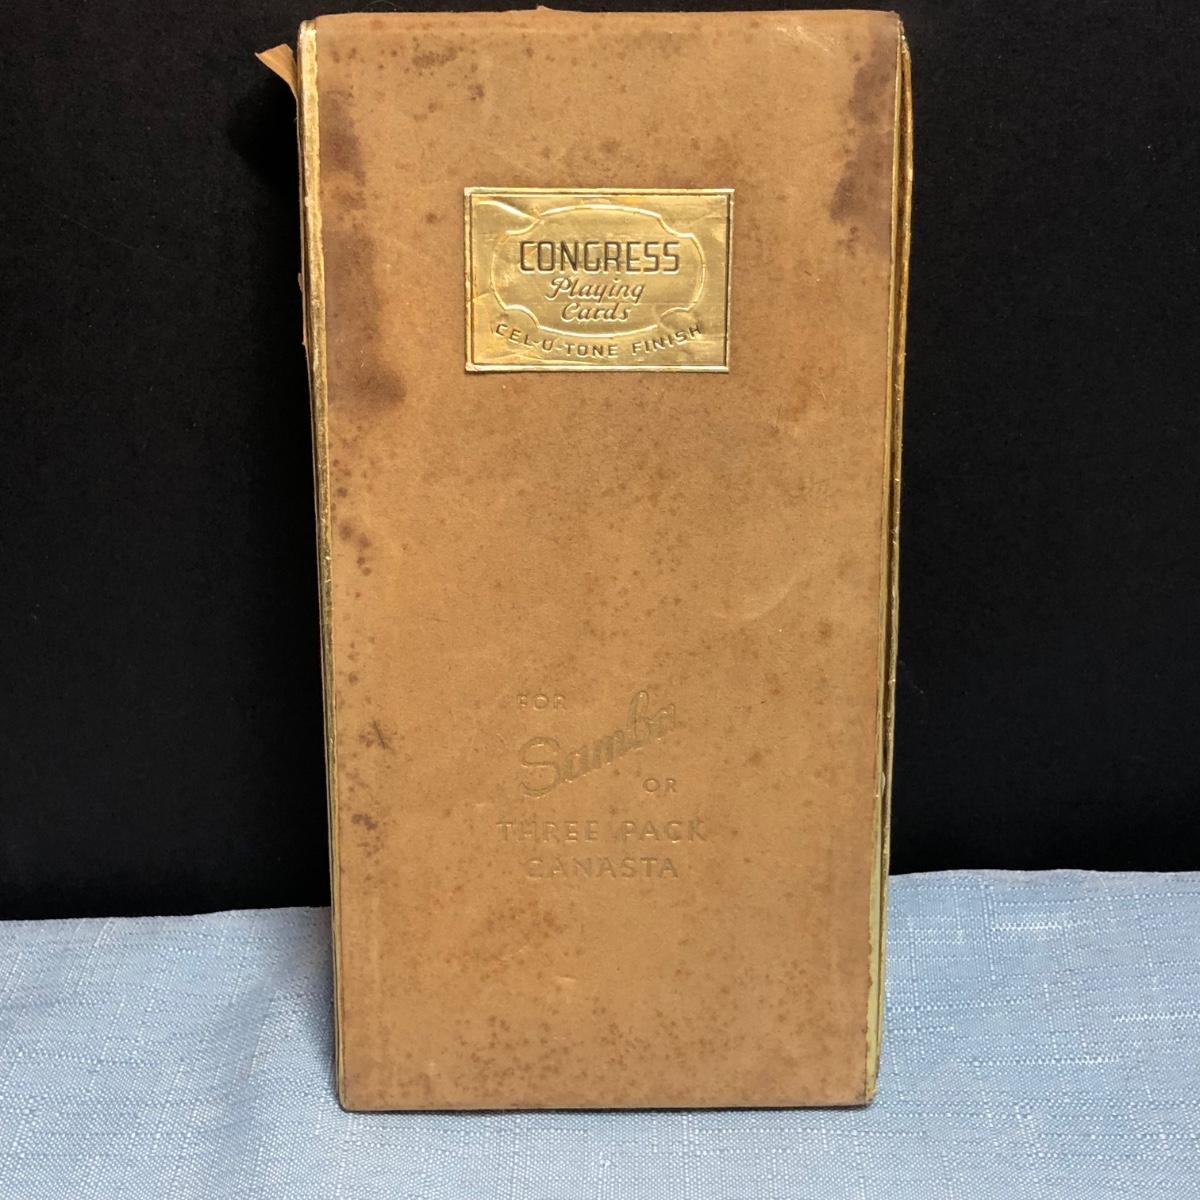 CONGRESS
Playing
Cards
CEL-U-TONE FINISH
FOR
Samba
OR
THREE PACK
CANASTA